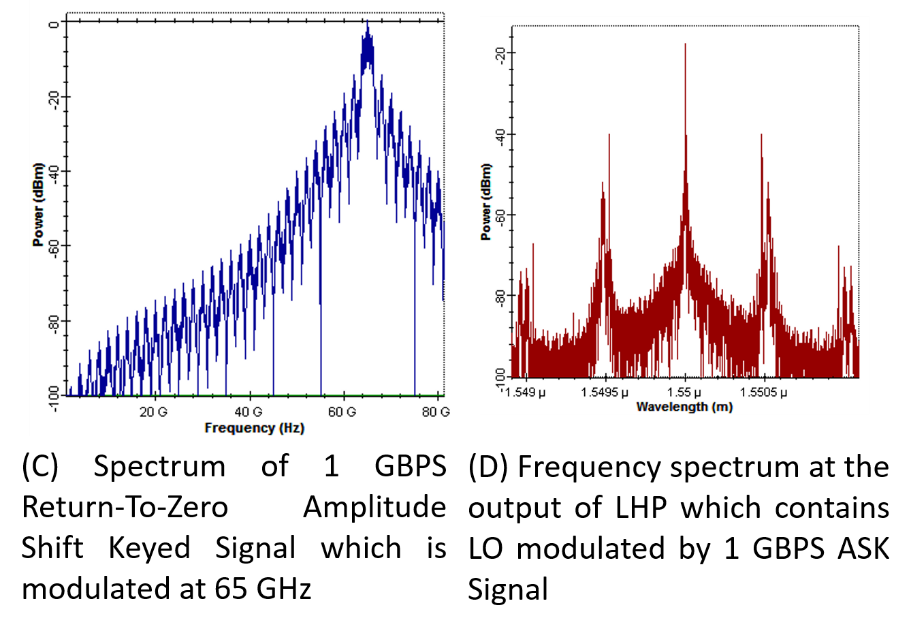 0
-20
-40
-60
-80
-100
Power (dBm)
20 G
40 G
60 G
80 G
Frequency (Hz)
-20
-40
-60
-80
-100
Power (dBm)
1.549 µ
1.5495 µ
1.55 µ
1.5505 µ
Wavelength (m)
(C) Spectrum of 1 GBPS
Return-To-Zero Amplitude
Shift Keyed Signal which is
modulated at 65 GHz
(D) Frequency spectrum at the
output of LHP which contains
LO modulated by 1 GBPS ASK
Signal